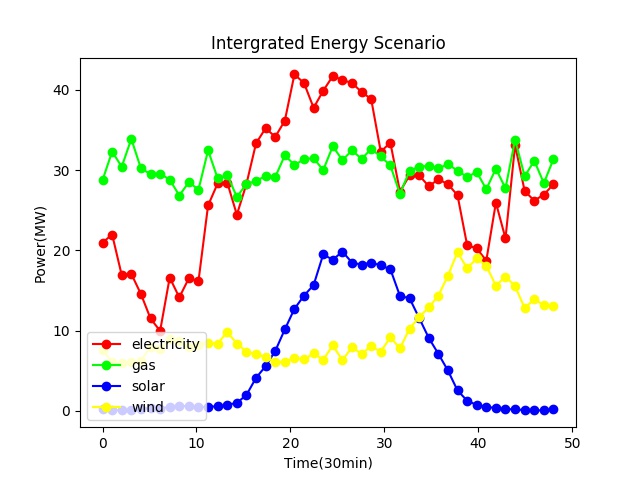 Intergrated Energy Scenario
Power(MW)
40
30
20
10
0
electricity
gas
solar
wind
0 10 20 30 40 50
Time(30min)